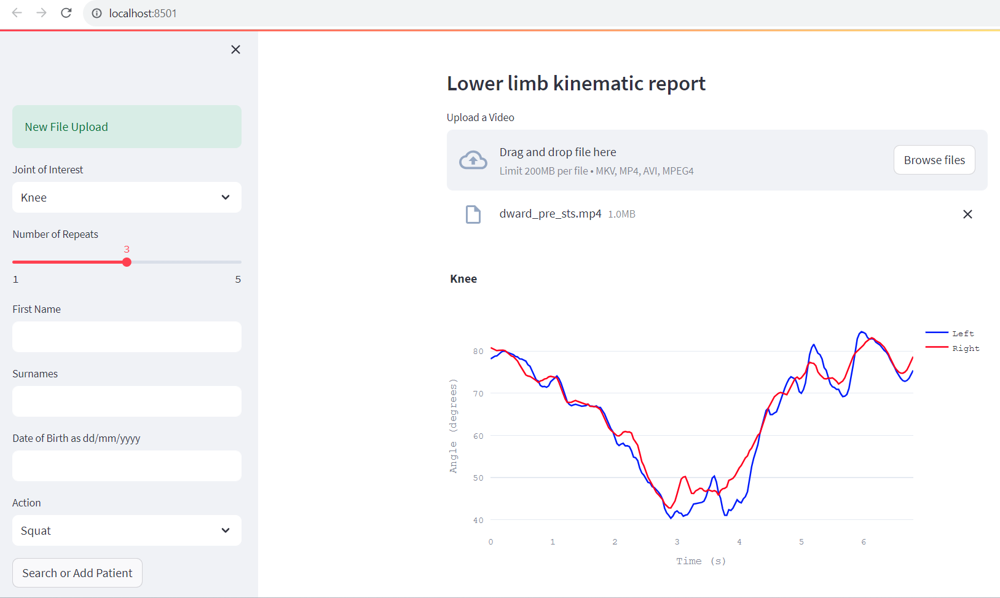 localhost:8501
New File Upload
Joint of Interest
Knee
Number of Repeats
3
1 5
First Name
Surnames
Date of Birth as dd/mm/yyyy
Action
Squat
Search or Add Patient
Lower limb kinematic report
Upload a Video
Drag and drop file here
Limit 200MB per file • MKV, MP4, AVI, MPEG4
Browse files
dward_pre_sts.mp4 1.0MB
Knee
Left
Right
Angle (degrees)
80
70
60
50
40
0 1 2 3 4 5 6
Time (s)